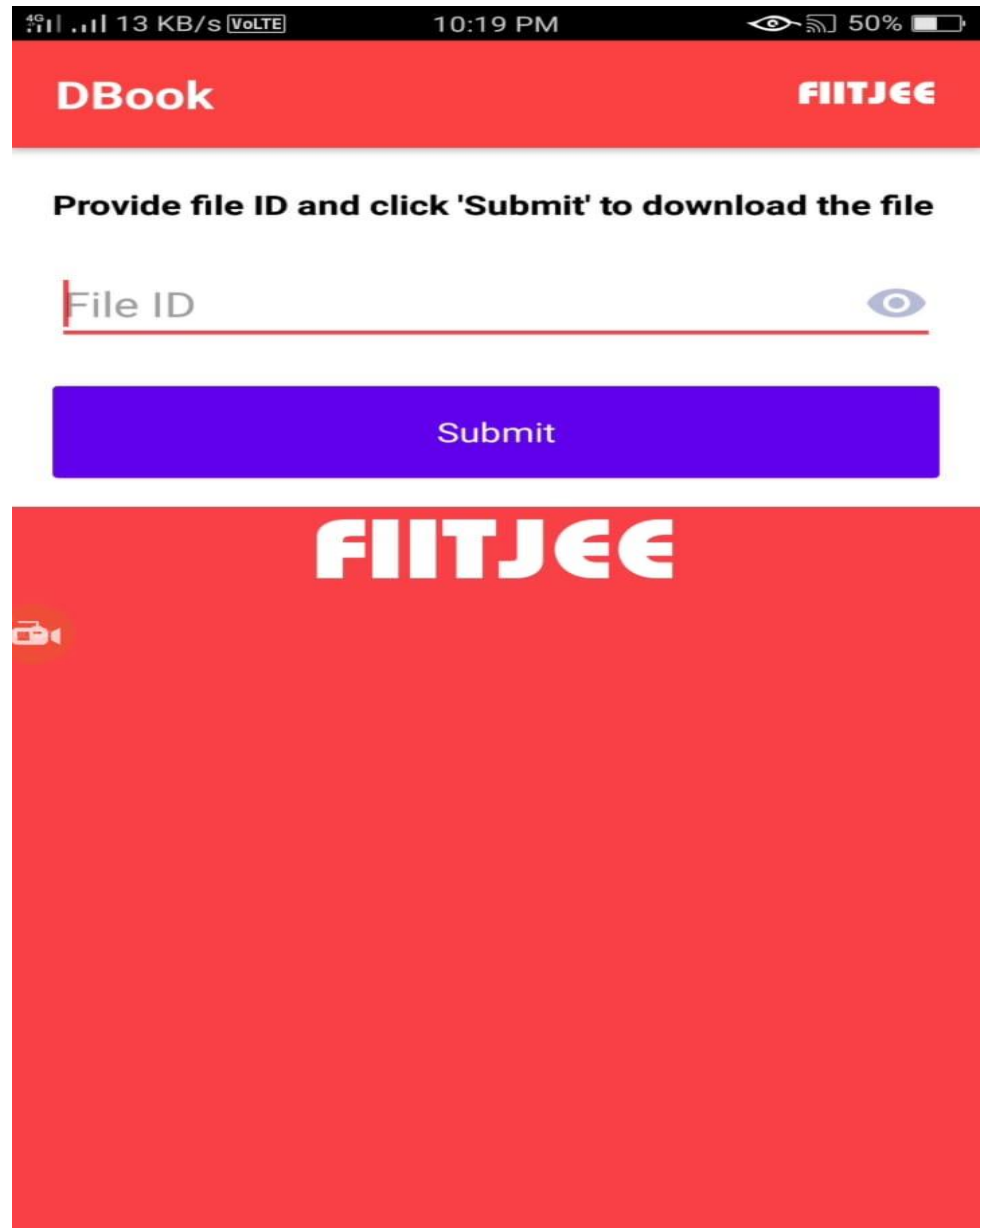 4G 13 KB/s VoLTE 10:19 PM 50%
DBook FIITJEE
Provide file ID and click 'Submit' to download the file
File ID
Submit
FIITJEE